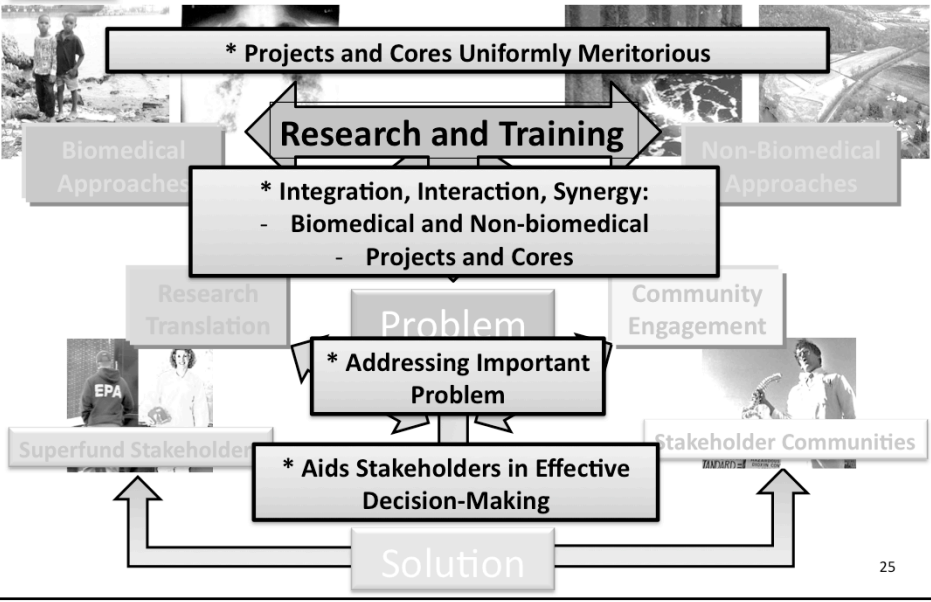 * Projects and Cores Uniformly Meritorious
Research and Training
Biomedical
Approaches
Non-Biomedical
Approaches
* Integration, Interaction, Synergy:
- Biomedical and Non-biomedical
- Projects and Cores
Research
Translation
Problem
Community
Engagement
* Addressing Important
Problem
EPA
Superfund Stakeholder
Stakeholder Communities
TANDARD
* Aids Stakeholders in Effective
Decision-Making
Solution
25